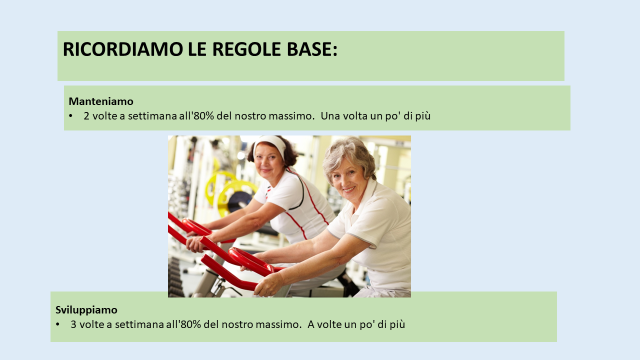 RICORDIAMO LE REGOLE BASE:
Manteniamo
• 2 volte a settimana all'80% del nostro massimo. Una volta un po' di più
Sviluppiamo
• 3 volte a settimana all'80% del nostro massimo. A volte un po' di più